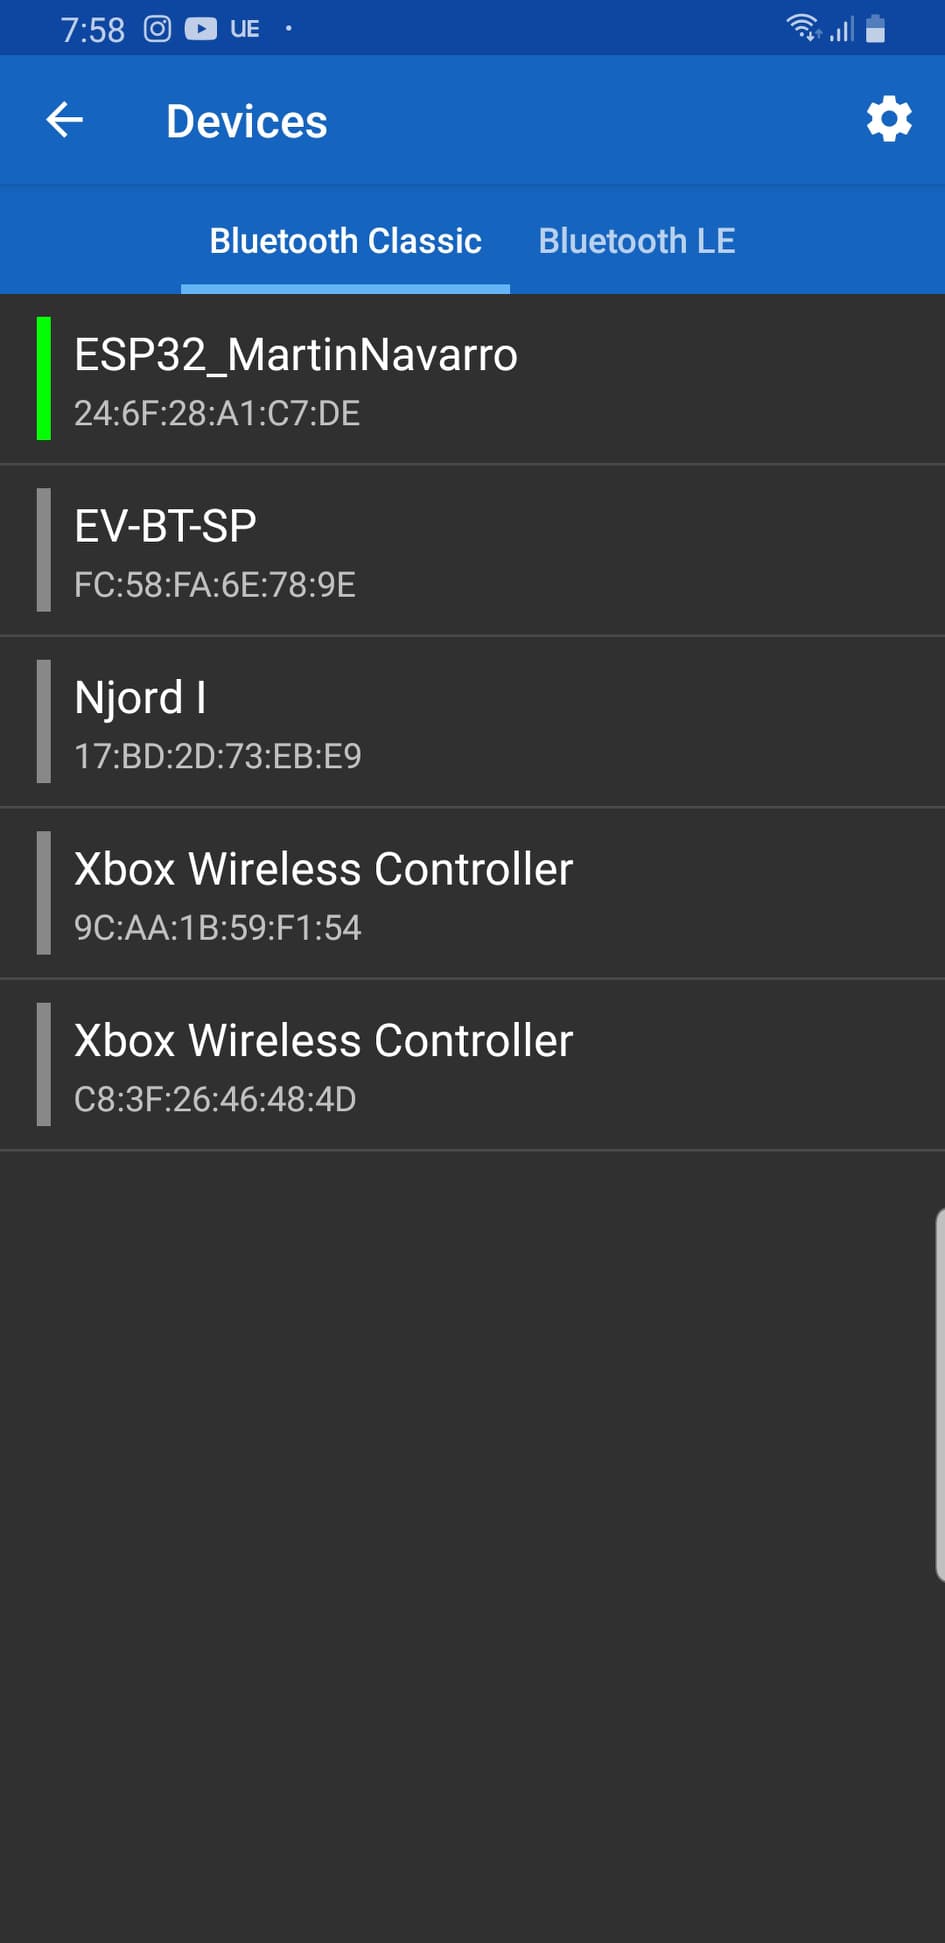 7:58 UE
Devices
Bluetooth Classic Bluetooth LE
ESP32_MartinNavarro
24:6F:28:A1:C7:DE
EV-BT-SP
FC:58:FA:6E:78:9E
Njord I
17:BD:2D:73:EB:E9
Xbox Wireless Controller
9C:AA:1B:59:F1:54
Xbox Wireless Controller
C8:3F:26:46:48:4D